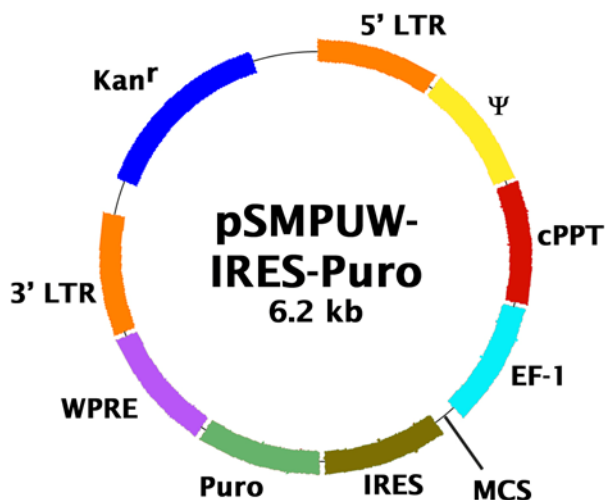 5' LTR
Kanʳ
Ψ
cPPT
pSMPUW-
IRES-Puro
6.2 kb
3' LTR
EF-1
WPRE
Puro
IRES
MCS